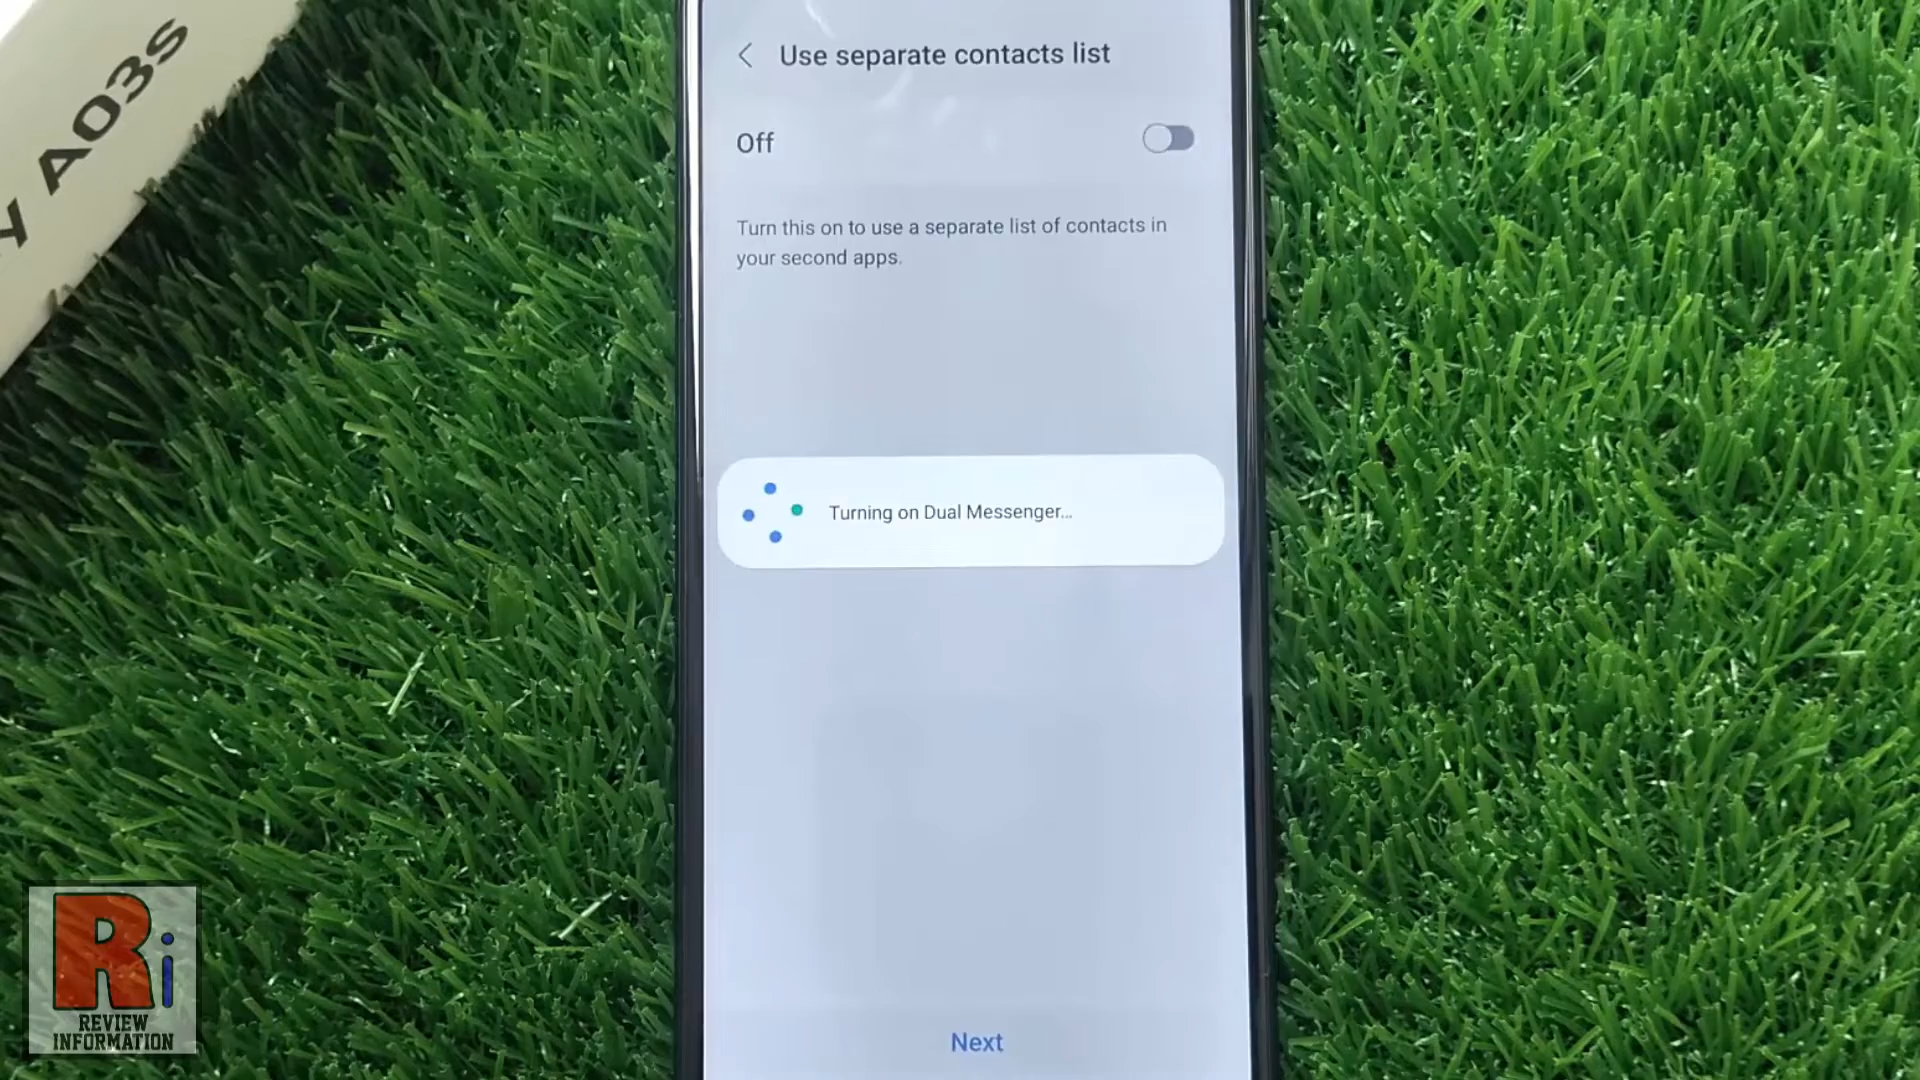 Y A03s
Use separate contacts list
Off
Turn this on to use a separate list of contacts in
your second apps.
Turning on Dual Messenger...
Next
Ri
REVIEW
INFORMATION